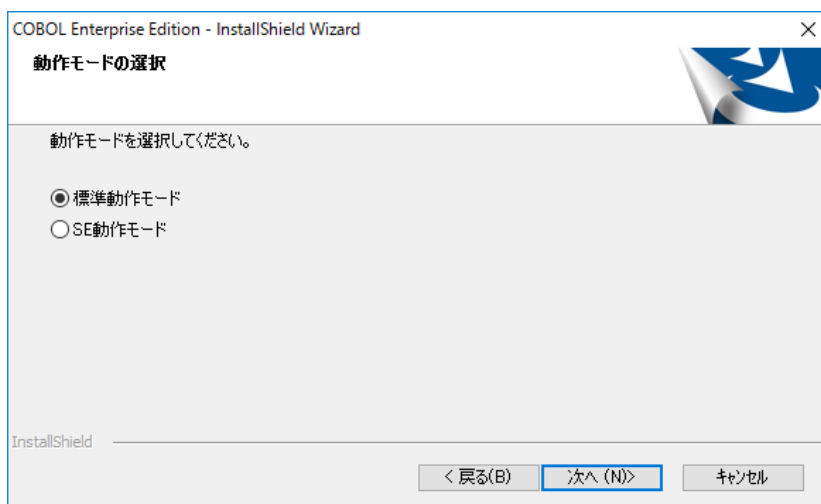 COBOL Enterprise Edition - InstallShield Wizard
動作モードの選択
動作モードを選択してください。
標準動作モード
SE動作モード
InstallShield
< 戻る(B) 次へ (N)> キャンセル